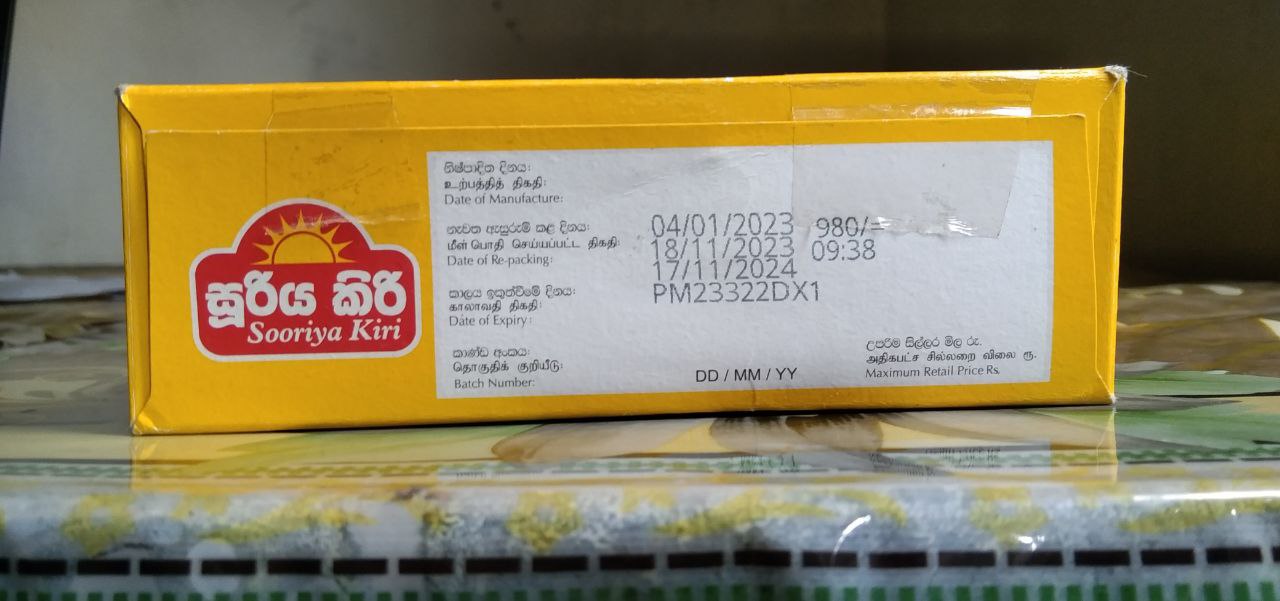 සූරිය කිරි
Sooriya Kiri
නිෂ්පාදිත දිනය:
உற்பத்தித் திகதி:
Date of Manufacture:
නැවත ඇසුරුම් කළ දිනය:
மீள் பொதி செய்யப்பட்ட திகதி:
Date of Re-packing:
කාලය ඉකුත්වීමේ දිනය:
காலாவதி திகதி:
Date of Expiry:
කාණ්ඩ අංකය:
தொகுதிக் குறியீடு:
Batch Number:
04/01/2023 980/=
18/11/2023 09:38
17/11/2024
PM23322DX1
DD / MM / YY
උපරිම සිල්ලර මිල රු.
அதிகபட்ச சில்லறை விலை ரூ.
Maximum Retail Price Rs.